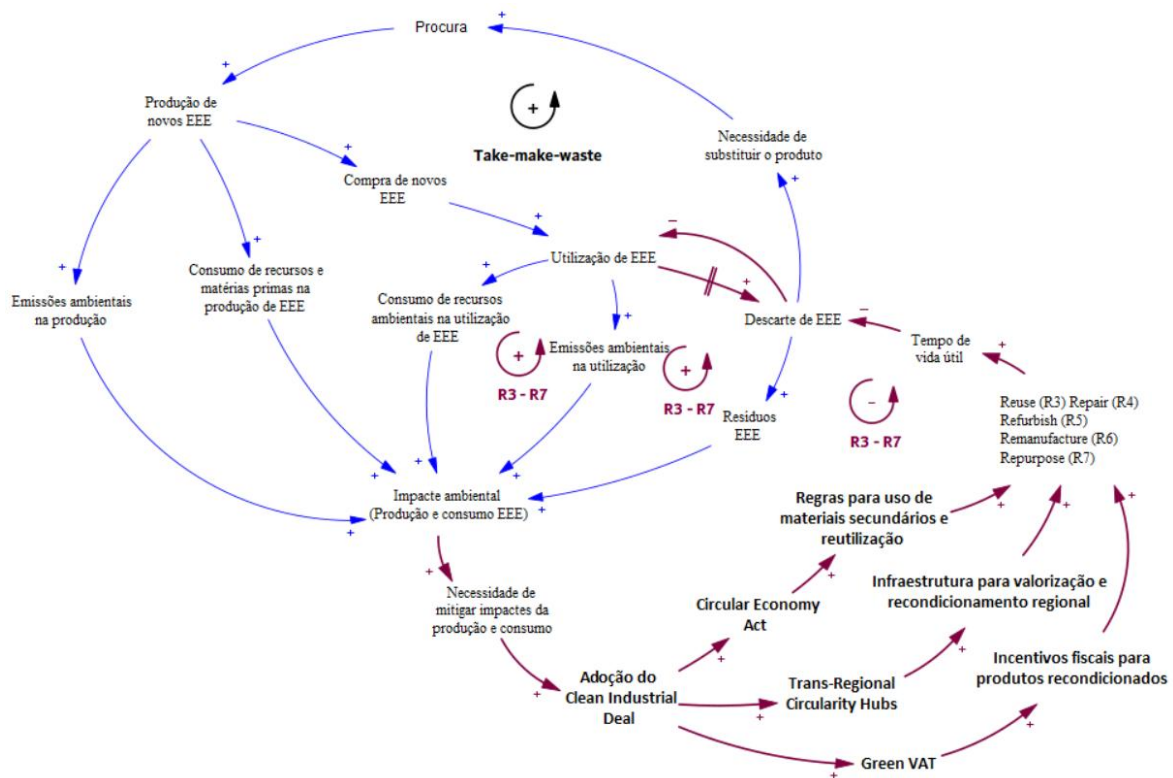 Procura
+
+
Produção de
novos EEE
+
Take-make-waste
Necessidade de
substituir o produto
+
+
Compra de novos
EEE
+
+
+
+
Consumo de recursos e
matérias primas na
produção de EEE
Emissões ambientais
na produção
Utilização de EEE
–
+
+
+
Consumo de recursos
ambientais na utilização
de EEE
Emissões ambientais
na utilização
Descarte de EEE
–
Tempo de
vida útil
+
+
R3 - R7
+
R3 - R7
–
R3 - R7
+
Resíduos
EEE
Reuse (R3) Repair (R4)
Refurbish (R5)
Remanufacture (R6)
Repurpose (R7)
+
+
+
+
+
Impacte ambiental
(Produção e consumo EEE)
Regras para uso de
materiais secundários e
reutilização
+
+
+
+
Necessidade de
mitigar impactes da
produção e consumo
+
Circular Economy
Act
+
Infraestrutura para valorização e
recondicionamento regional
+
+
Adoção do
Clean Industrial
Deal
Trans-Regional
Circularity Hubs
+
Incentivos fiscais para
produtos recondicionados
+
Green VAT
+